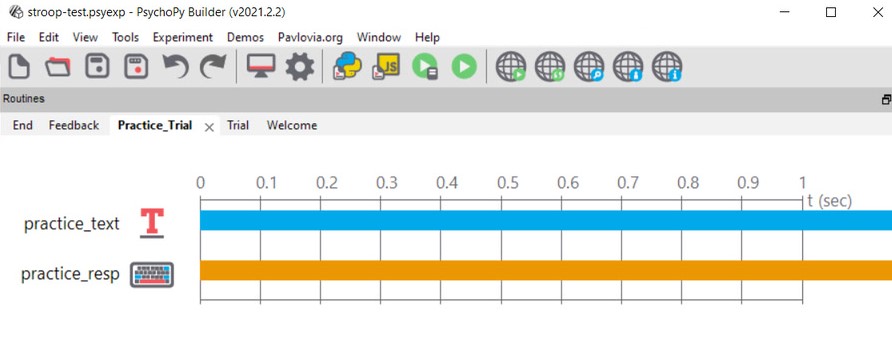 stroop-test.psyexp - PsychoPy Builder (v2021.2.2)
File Edit View Tools Experiment Demos Pavlovia.org Window Help
JS
Routines
End Feedback Practice_Trial Trial Welcome
0 0.1 0.2 0.3 0.4 0.5 0.6 0.7 0.8 0.9 1
t (sec)
practice_text T
practice_resp